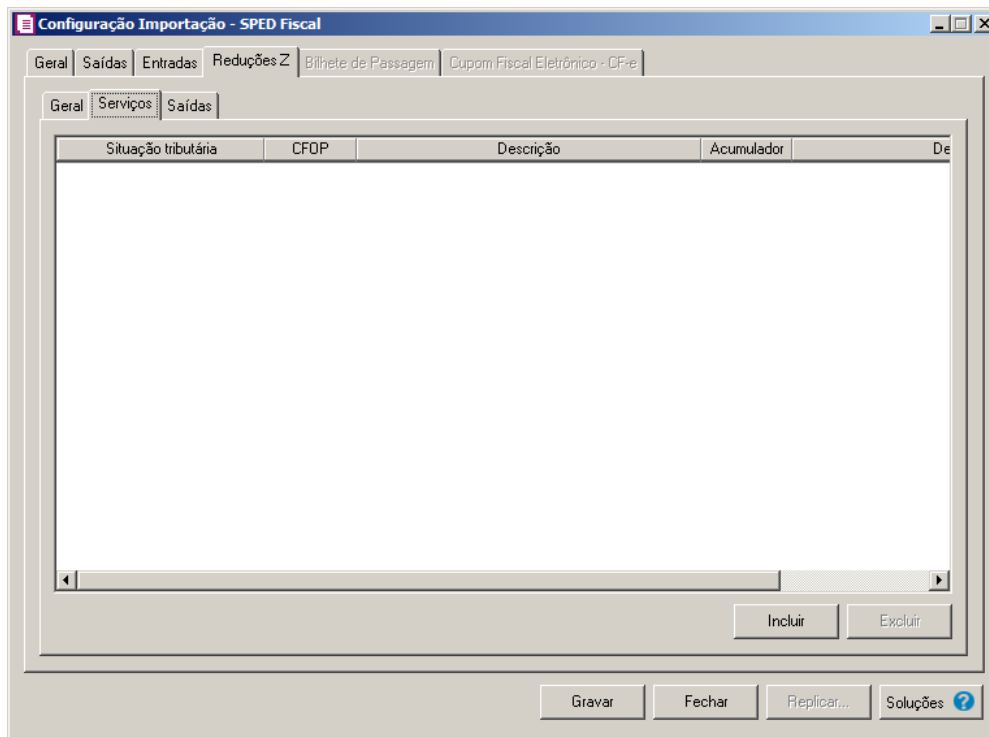 Configuração Importação - SPED Fiscal
Geral Saídas Entradas Reduções Z Bilhete de Passagem Cupom Fiscal Eletrônico - CF-e
Geral Serviços Saídas
Situação tributária CFOP Descrição Acumulador De
Incluir Excluir
Gravar Fechar Replicar... Soluções ?